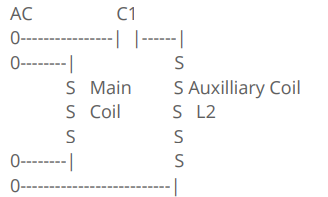 AC C1
0----------------| |------|
0--------| S
S Main S Auxilliary Coil
S Coil S L2
S S
0--------| S
0--------------------------|